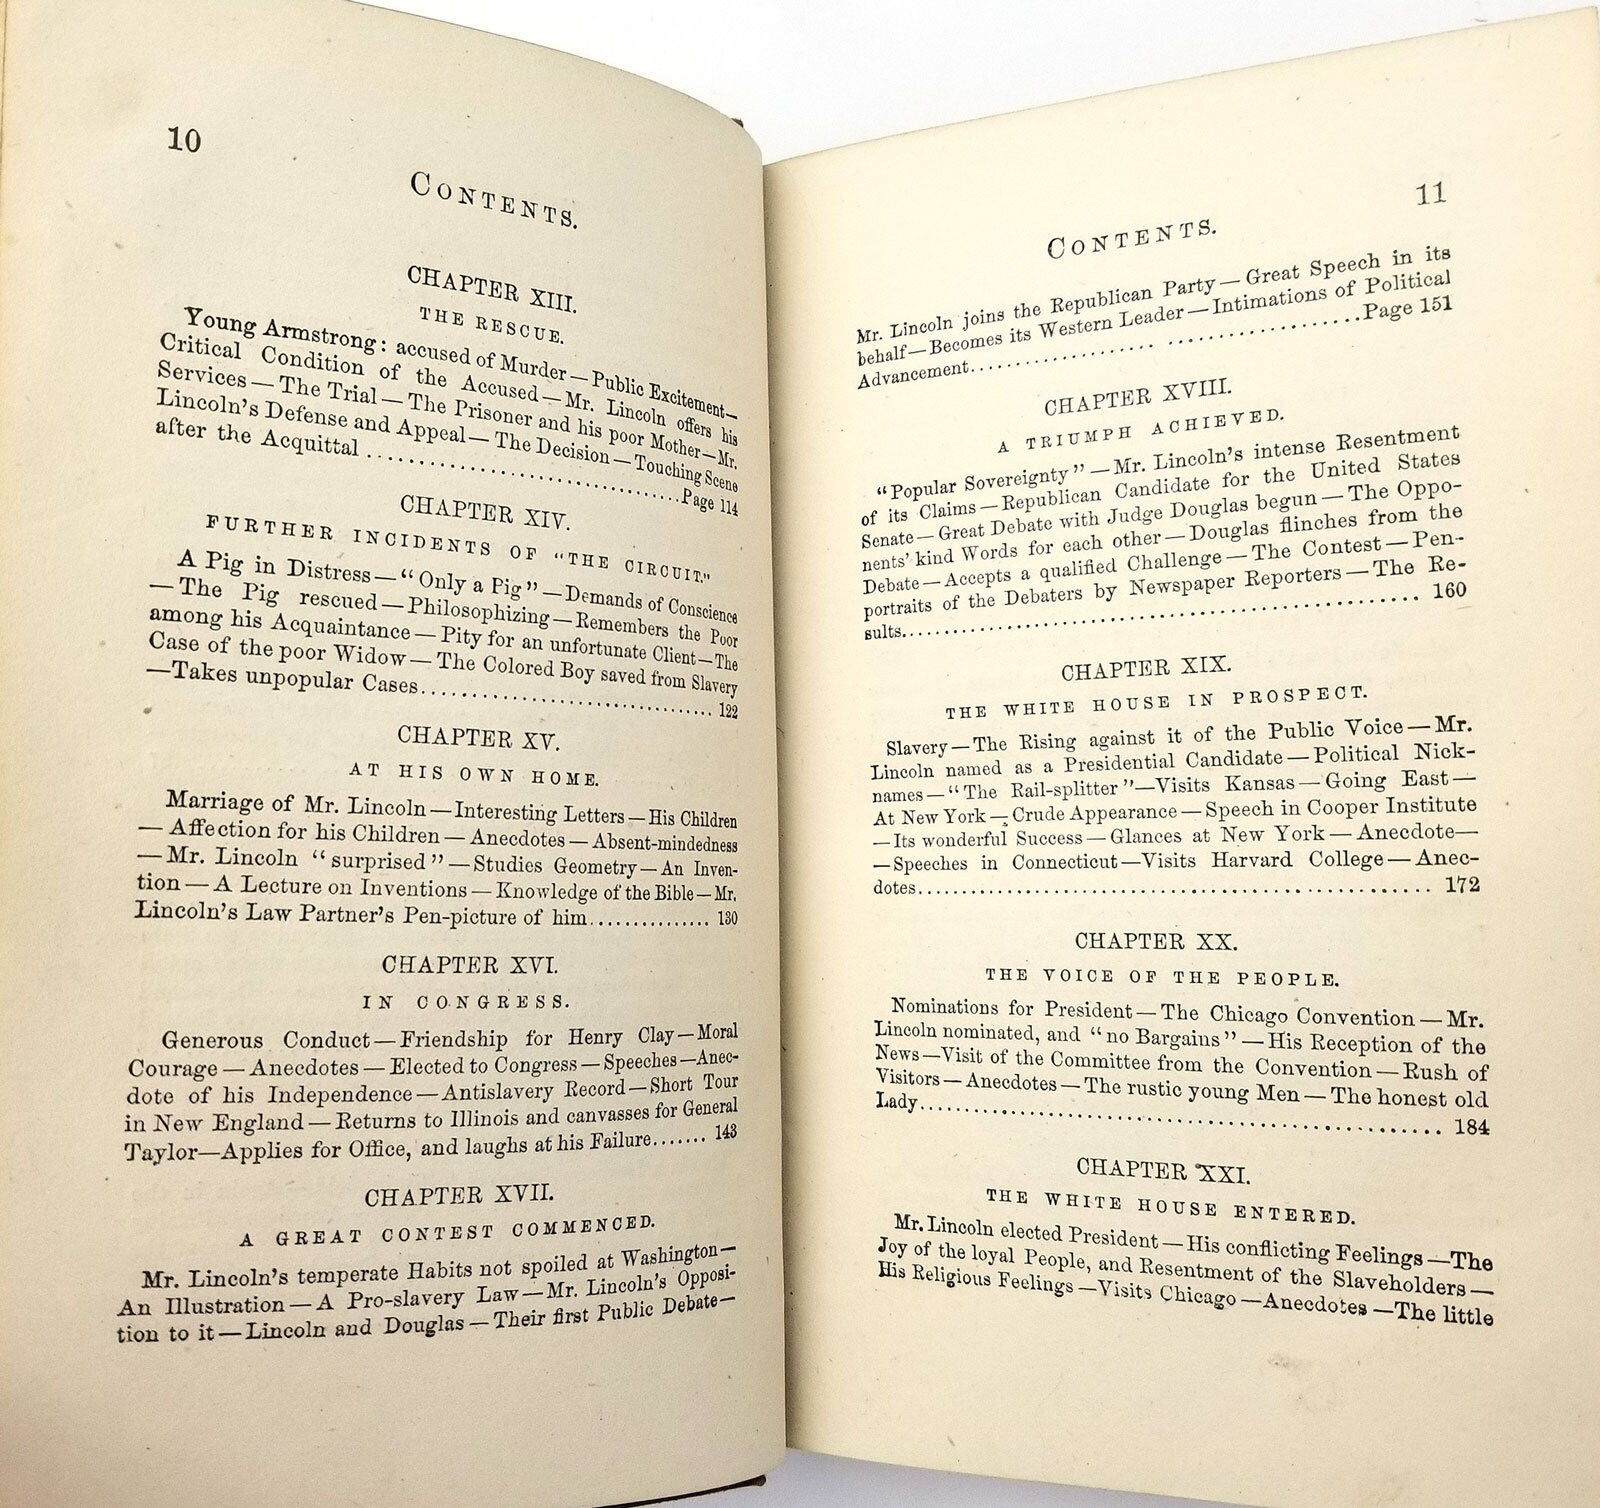 10
CONTENTS.
CHAPTER XIII.
THE RESCUE.
Young Armstrong: accused of Murder—Public Excitement—
Critical Condition of the Accused—Mr. Lincoln offers his
Services—The Trial—The Prisoner and his poor Mother—Mr.
Lincoln's Defense and Appeal—The Decision—Touching Scene
after the Acquittal ........................................Page 114
CHAPTER XIV.
FURTHER INCIDENTS OF "THE CIRCUIT."
A Pig in Distress—"Only a Pig"—Demands of Conscience
—The Pig rescued—Philosophizing—Remembers the Poor
among his Acquaintance—Pity for an unfortunate Client—The
Case of the poor Widow—The Colored Boy saved from Slavery
—Takes unpopular Cases.................................. 122
CHAPTER XV.
AT HIS OWN HOME.
Marriage of Mr. Lincoln—Interesting Letters—His Children
—Affection for his Children—Anecdotes—Absent-mindedness
—Mr. Lincoln "surprised"—Studies Geometry—An Inven-
tion—A Lecture on Inventions—Knowledge of the Bible—Mr.
Lincoln's Law Partner's Pen-picture of him............... 130
CHAPTER XVI.
IN CONGRESS.
Generous Conduct—Friendship for Henry Clay—Moral
Courage—Anecdotes—Elected to Congress—Speeches—Anec-
dote of his Independence—Antislavery Record—Short Tour
in New England—Returns to Illinois and canvasses for General
Taylor—Applies for Office, and laughs at his Failure....... 143
CHAPTER XVII.
A GREAT CONTEST COMMENCED.
Mr. Lincoln's temperate Habits not spoiled at Washington—
An Illustration—A Pro-slavery Law—Mr. Lincoln's Opposi-
tion to it—Lincoln and Douglas—Their first Public Debate—
11
CONTENTS.
Mr. Lincoln joins the Republican Party—Great Speech in its
behalf—Becomes its Western Leader—Intimations of Political
Advancement................. .................Page 151
CHAPTER XVIII.
A TRIUMPH ACHIEVED.
"Popular Sovereignty"—Mr. Lincoln's intense Resentment
of its Claims—Republican Candidate for the United States
Senate—Great Debate with Judge Douglas begun—The Oppo-
nents' kind Words for each other—Douglas flinches from the
Debate—Accepts a qualified Challenge—The Contest—Pen-
portraits of the Debaters by Newspaper Reporters—The Re-
sults.................................................. 160
CHAPTER XIX.
THE WHITE HOUSE IN PROSPECT.
Slavery—The Rising against it of the Public Voice—Mr.
Lincoln named as a Presidential Candidate—Political Nick-
names—"The Rail-splitter"—Visits Kansas—Going East—
At New York—Crude Appearance—Speech in Cooper Institute
—Its wonderful Success—Glances at New York—Anecdote—
—Speeches in Connecticut—Visits Harvard College—Anec-
dotes.................................................. 172
CHAPTER XX.
THE VOICE OF THE PEOPLE.
Nominations for President—The Chicago Convention—Mr.
Lincoln nominated, and "no Bargains"—His Reception of the
News—Visit of the Committee from the Convention—Rush of
Visitors—Anecdotes—The rustic young Men—The honest old
Lady.................................................. 184
CHAPTER XXI.
THE WHITE HOUSE ENTERED.
Mr. Lincoln elected President—His conflicting Feelings—The
Joy of the loyal People, and Resentment of the Slaveholders—
His Religious Feelings—Visits Chicago—Anecdotes—The little